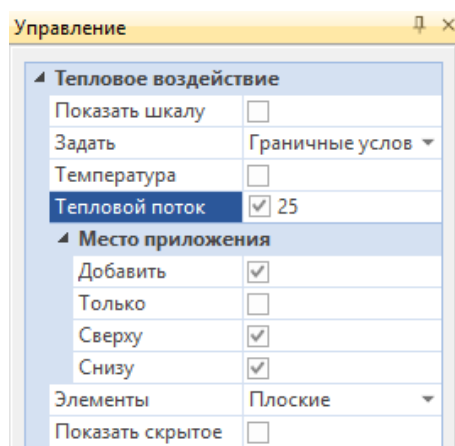 Управление
Тепловое воздействие
Показать шкалу
Задать Граничные услов
Температура
Тепловой поток 25
Место приложения
Добавить
Только
Сверху
Снизу
Элементы Плоские
Показать скрытое